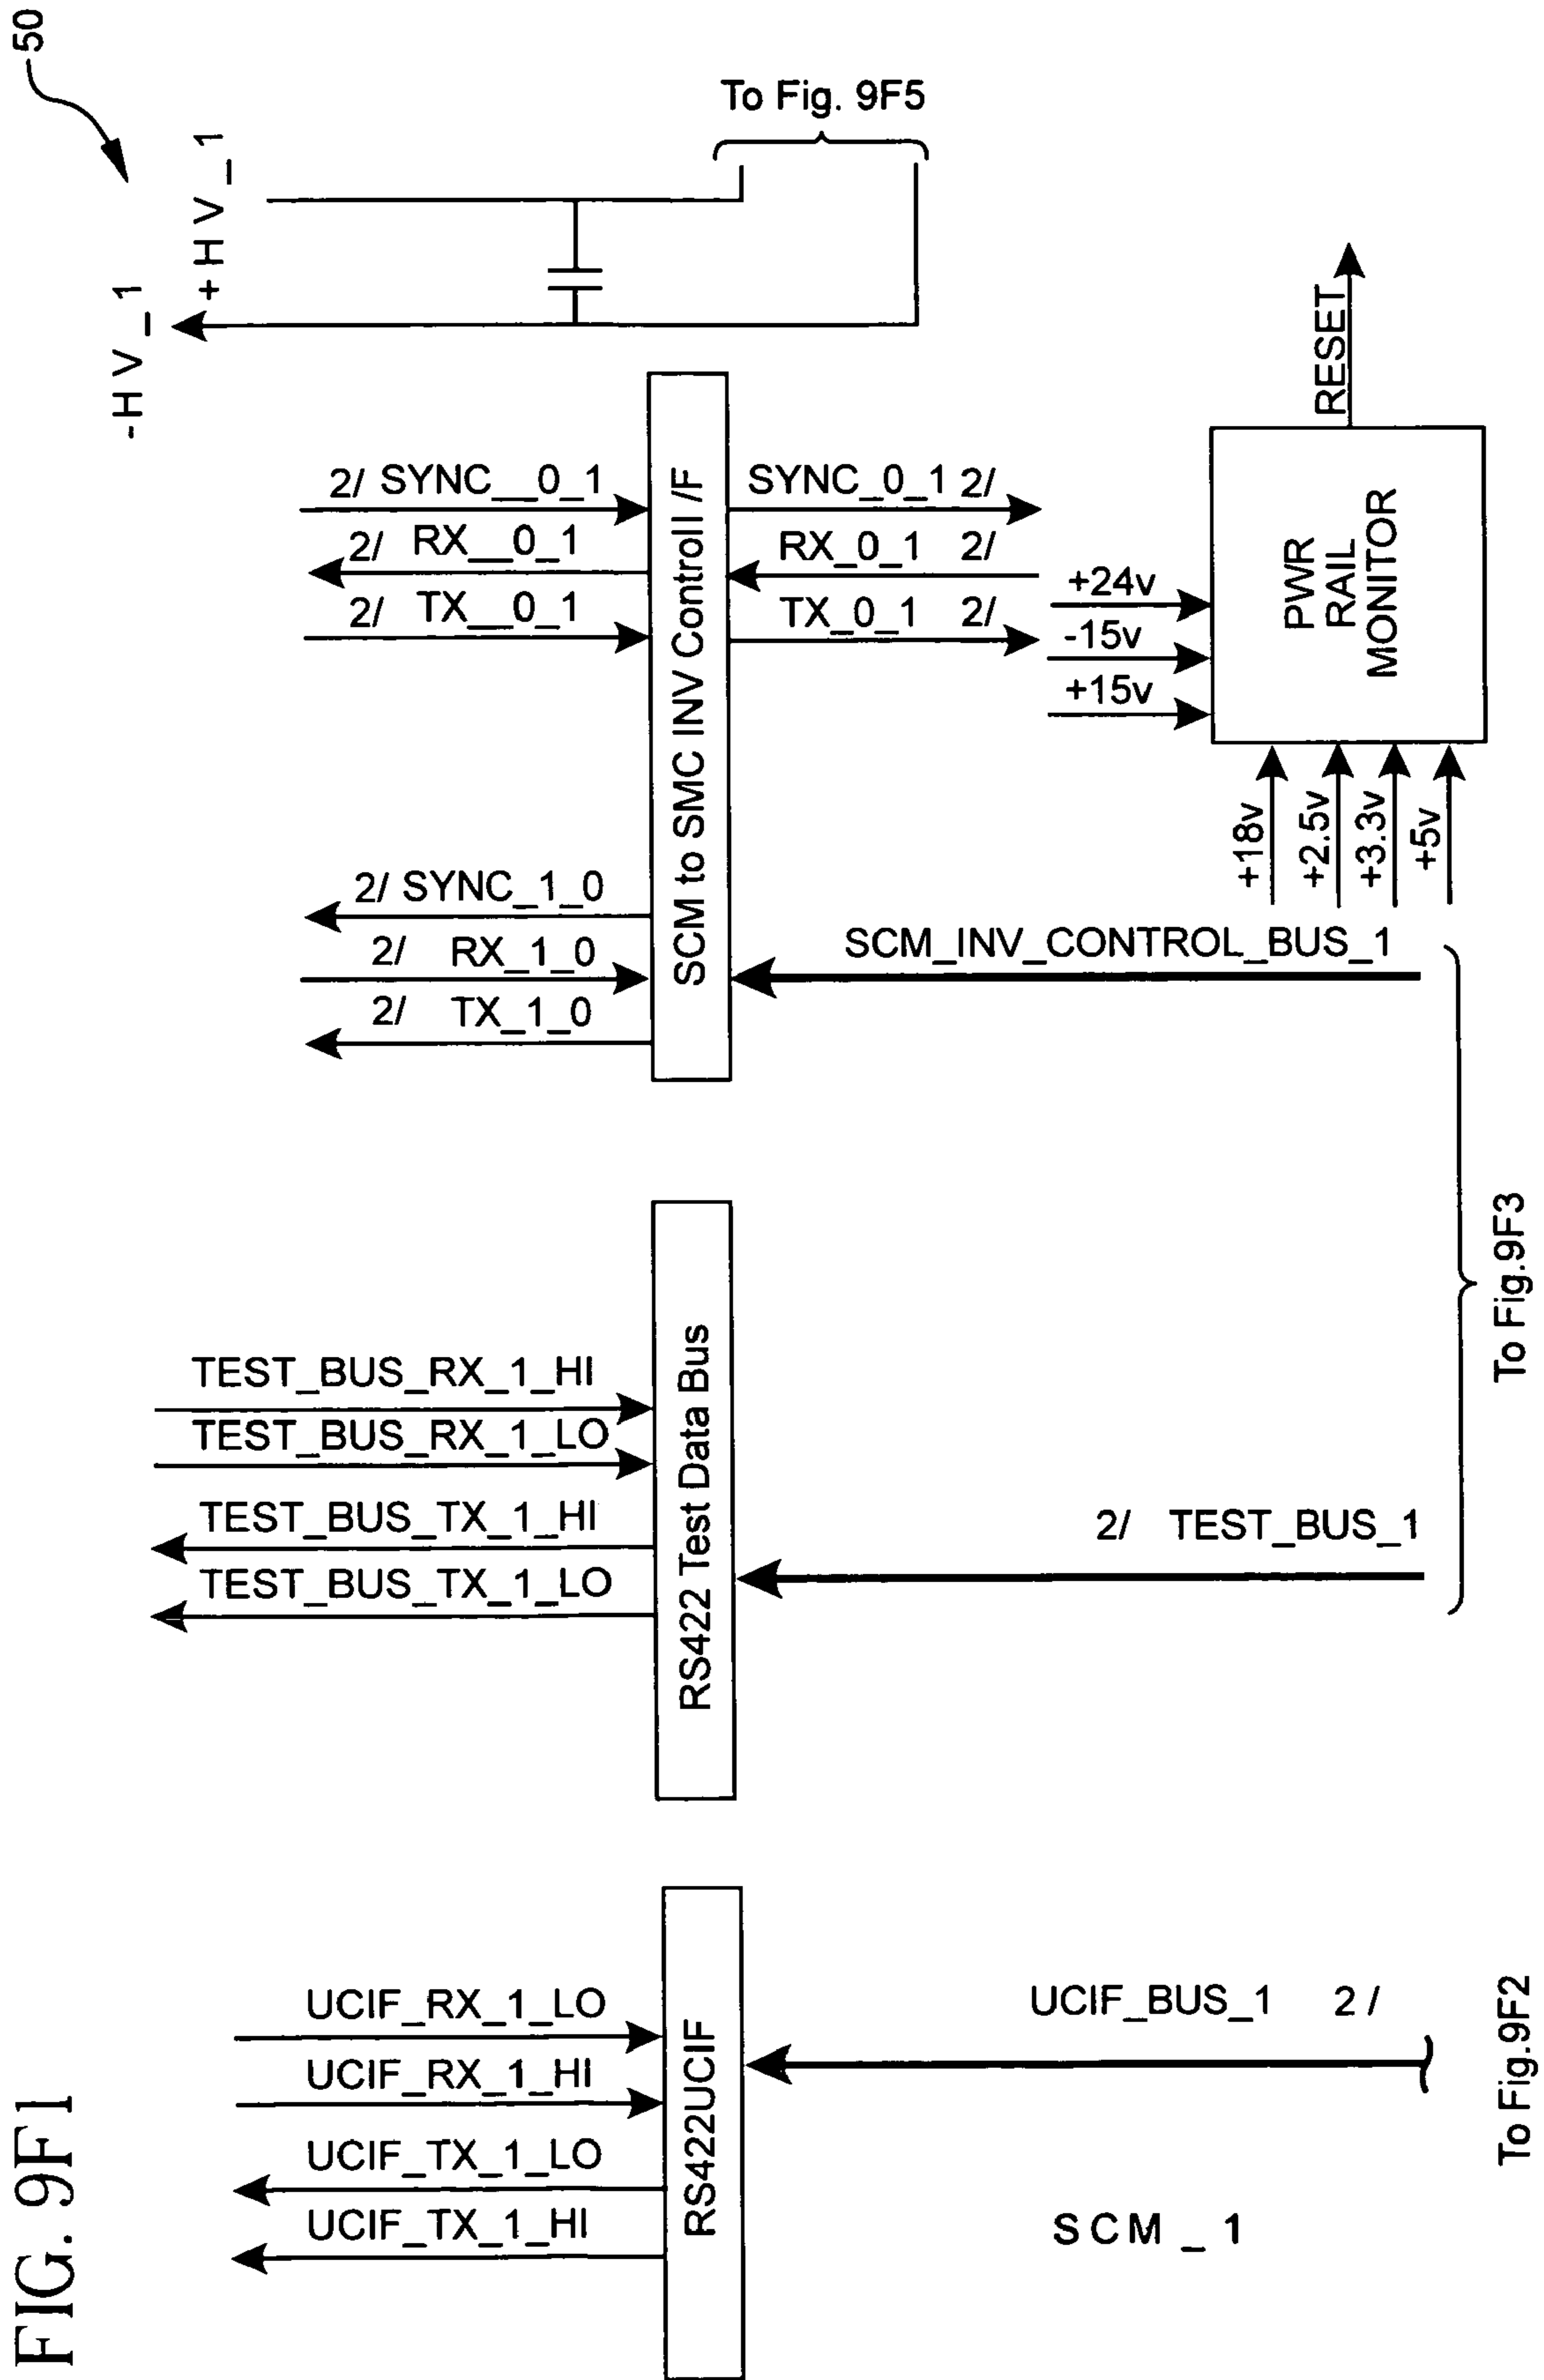 FIG. 9F1
50
-H V _1
+H V _1
To Fig. 9F5
UCIF_TX_1_HI
UCIF_TX_1_LO
UCIF_RX_1_HI
UCIF_RX_1_LO
RS422UCIF
UCIF_BUS_1 2 /
SCM _ 1
To Fig.9F2
TEST_BUS_TX_1_LO
TEST_BUS_TX_1_HI
TEST_BUS_RX_1_LO
TEST_BUS_RX_1_HI
RS422 Test Data Bus
2/ TEST_BUS_1
2/ TX_1_0
2/ RX_1_0
2/ SYNC_1_0
2/ TX__0_1
2/ RX__0_1
2/ SYNC__0_1
SCM to SMC INV Controll /F
SCM_INV_CONTROL_BUS_1
TX_0_1 2/
RX_0_1 2/
SYNC_0_1 2/
+15v
-15v
+24v
+18v
+2.5v
+3.3v
+5v
PWR
RAIL
MONITOR
RESET
To Fig.9F3